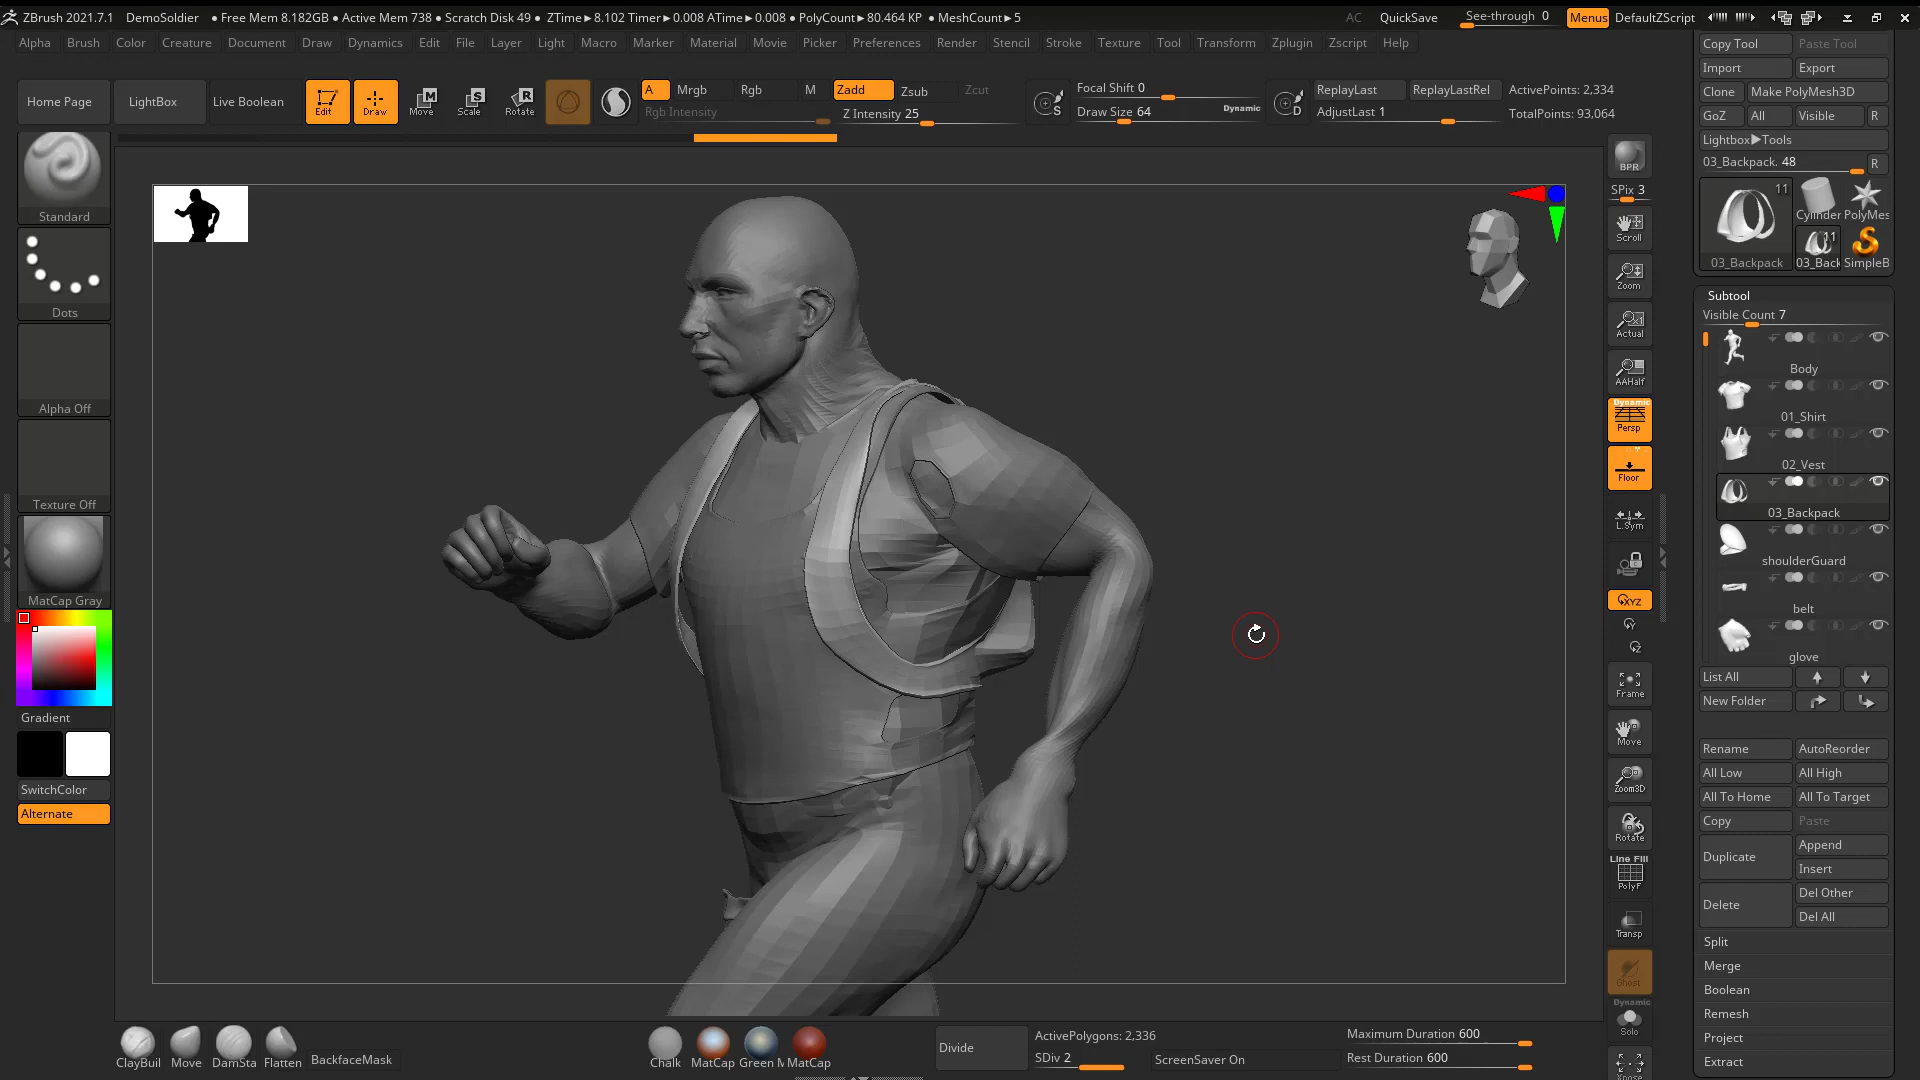 ZBrush 2021.7.1 DemoSoldier ● Free Mem 8.182GB ● Active Mem 738 ● Scratch Disk 49 ● ZTime►8.102 Timer►0.008 ATime►0.008 ● PolyCount►80.464 KP ● MeshCount►5 AC QuickSave See-through 0 Menus DefaultZScript
Alpha Brush Color Creature Document Draw Dynamics Edit File Layer Light Macro Marker Material Movie Picker Preferences Render Stencil Stroke Texture Tool Transform Zplugin Zscript Help
Home Page LightBox Live Boolean Edit Draw Move Scale Rotate
A Mrgb Rgb M Zadd Zsub Zcut
Rgb Intensity Z Intensity 25
Focal Shift 0
Draw Size 64 Dynamic
ReplayLast ReplayLastRel ActivePoints: 2,334
AdjustLast 1 TotalPoints: 93,064
Standard
Dots
Alpha Off
Texture Off
MatCap Gray
Gradient
SwitchColor
Alternate
BPR
SPix 3
Scroll
Zoom
Actual
AAHalf
Dynamic
Persp
Floor
L.Sym
XYZ
Frame
Move
Zoom3D
Rotate
Line Fill
PolyF
Transp
Ghost
Dynamic
Solo
Xpose
Copy Tool Paste Tool
Import Export
Clone Make PolyMesh3D
GoZ All Visible R
Lightbox►Tools
03_Backpack. 48 R
11
Cylinder PolyMes
11
03_Backpack 03_Back SimpleB
Subtool
Visible Count 7
Body
01_Shirt
02_Vest
03_Backpack
shoulderGuard
belt
glove
List All
New Folder
Rename AutoReorder
All Low All High
All To Home All To Target
Copy Paste
Duplicate Append
Insert
Delete Del Other
Del All
Split
Merge
Boolean
Remesh
Project
Extract
ClayBuil Move DamSta Flatten BackfaceMask
Chalk MatCap Green M MatCap
Divide ActivePolygons: 2,336
SDiv 2 ScreenSaver On
Maximum Duration 600
Rest Duration 600